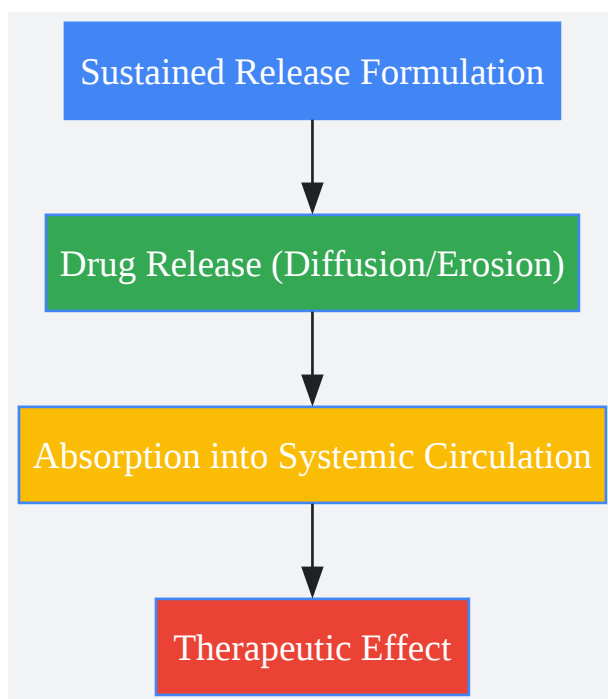 Sustained Release Formulation
Drug Release (Diffusion/Erosion)
Absorption into Systemic Circulation
Therapeutic Effect